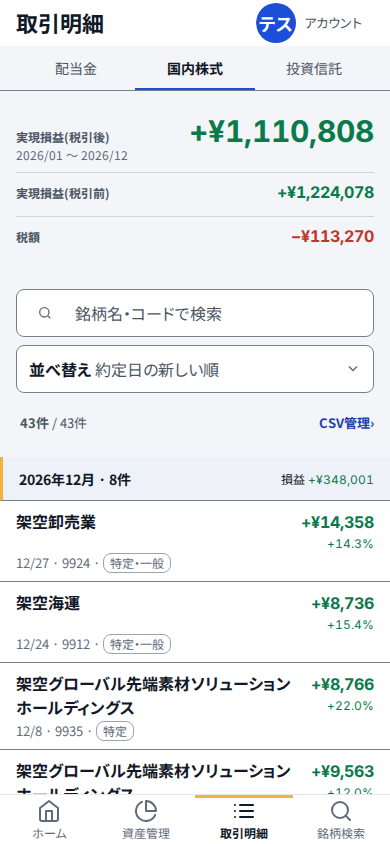 取引明細
テス アカウント
配当金 国内株式 投資信託
実現損益(税引後) +¥1,110,808
2026/01 〜 2026/12
実現損益(税引前) +¥1,224,078
税額 −¥113,270
銘柄名・コードで検索
並べ替え 約定日の新しい順
43件 / 43件 CSV管理›
2026年12月・8件 損益 +¥348,001
架空卸売業 +¥14,358
+14.3%
12/27・9924・特定・一般
架空海運 +¥8,736
+15.4%
12/24・9912・特定・一般
架空グローバル先端素材ソリューション +¥8,766
ホールディングス +22.0%
12/8・9935・特定
架空グローバル先端素材ソリューション +¥9,563
ホールディングス +12.0%
ホーム 資産管理 取引明細 銘柄検索